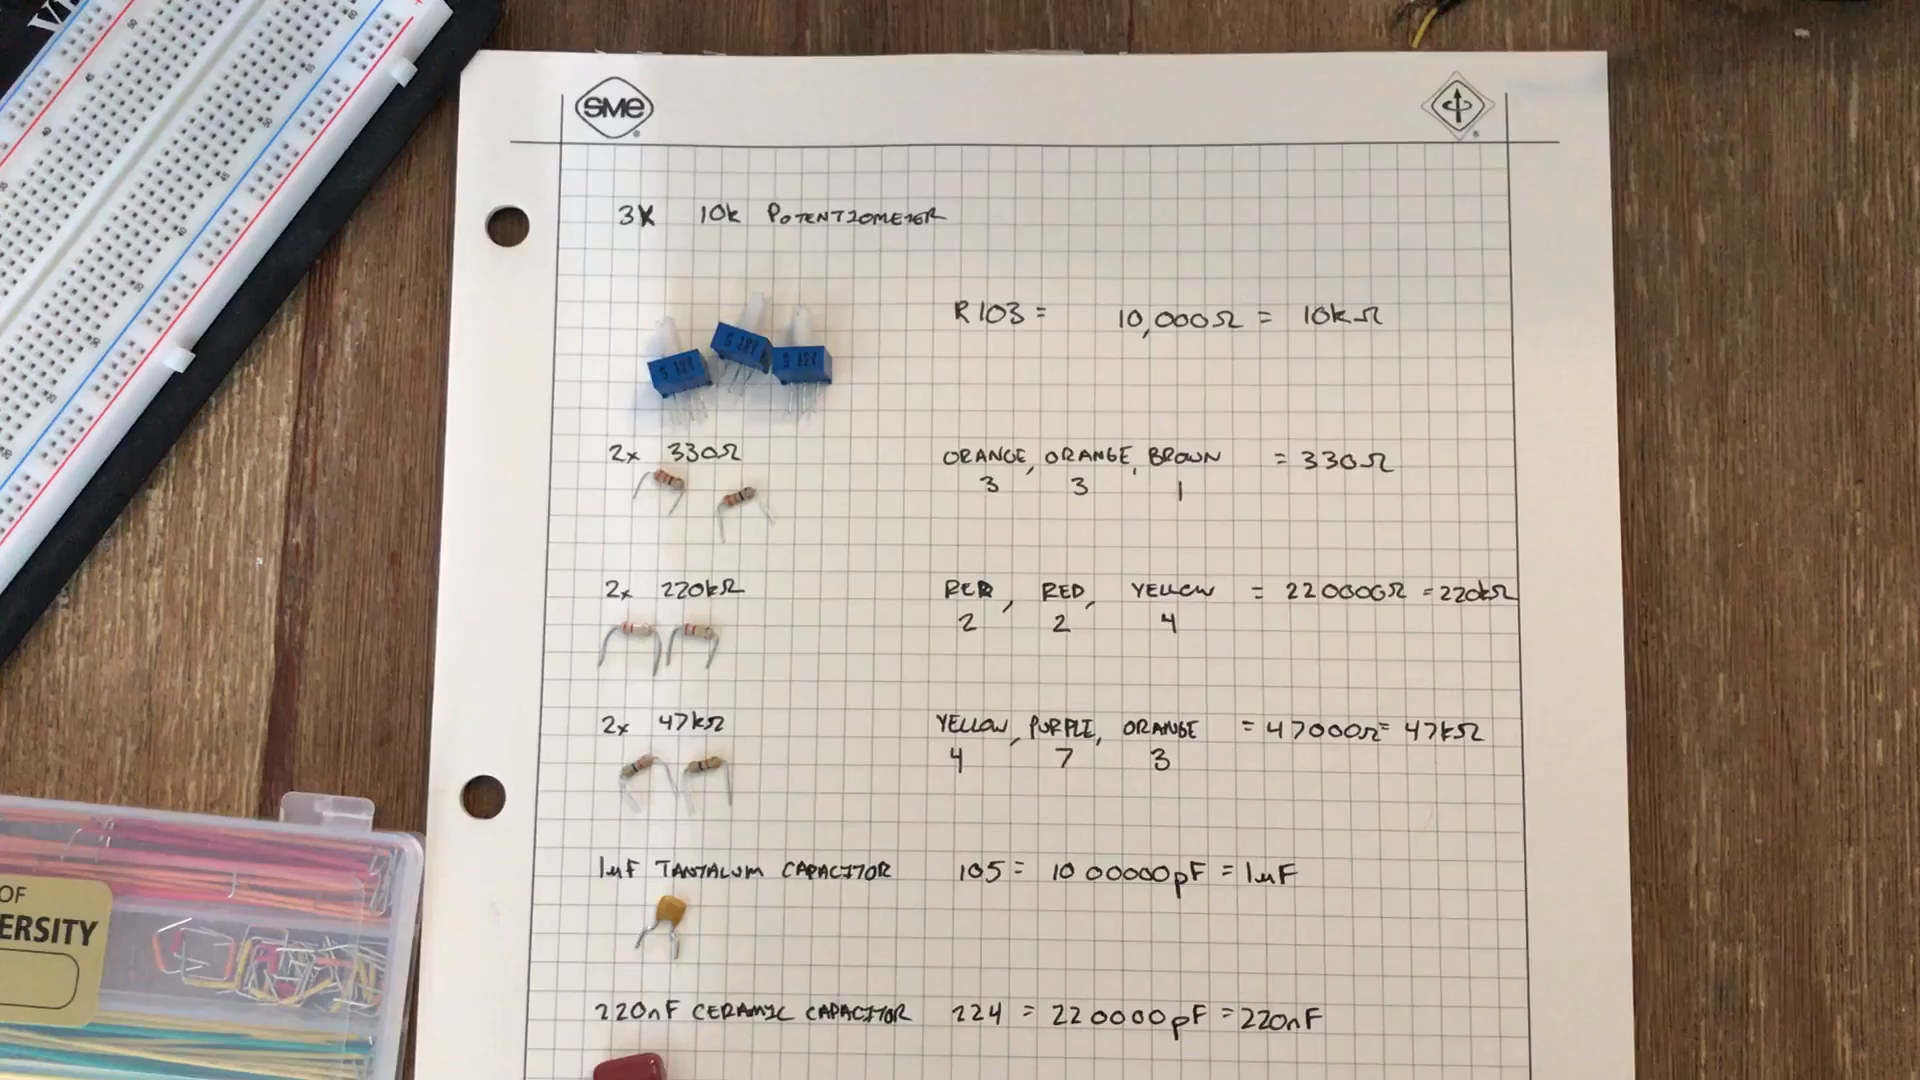 SME
3X 10k POTENTIOMETER
R103 = 10,000Ω = 10kΩ
2x 330Ω
ORANGE, ORANGE, BROWN = 330Ω
3 3 1
2x 220kΩ
RED, RED, YELLOW = 220000Ω = 220kΩ
2 2 4
2x 47kΩ
YELLOW, PURPLE, ORANGE = 47000Ω = 47kΩ
4 7 3
1uF TANTALUM CAPACITOR 105 = 1000000pF = 1uF
220nF CERAMIC CAPACITOR 224 = 220000pF = 220nF
OF
ERSITY